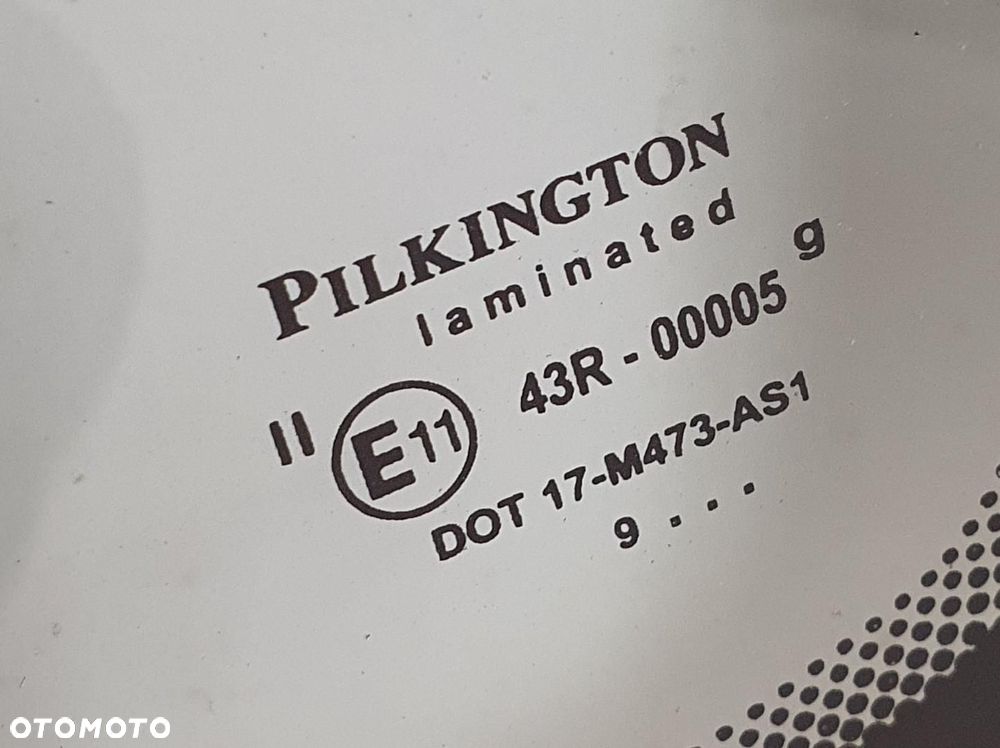 PILKINGTON
laminated
II E11 43R - 00005 g
DOT 17-M473-AS1
9 . . .
OTOMOTO